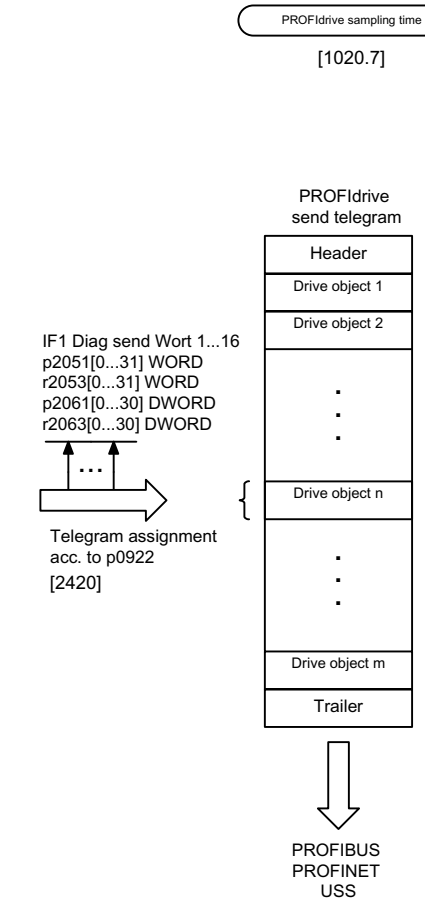 PROFIdrive sampling time
[1020.7]
PROFIdrive
send telegram
Header
Drive object 1
Drive object 2
IF1 Diag send Wort 1...16
p2051[0...31] WORD
r2053[0...31] WORD
p2061[0...30] DWORD
r2063[0...30] DWORD
...
Drive object n
Telegram assignment
acc. to p0922
[2420]
Drive object m
Trailer
PROFIBUS
PROFINET
USS